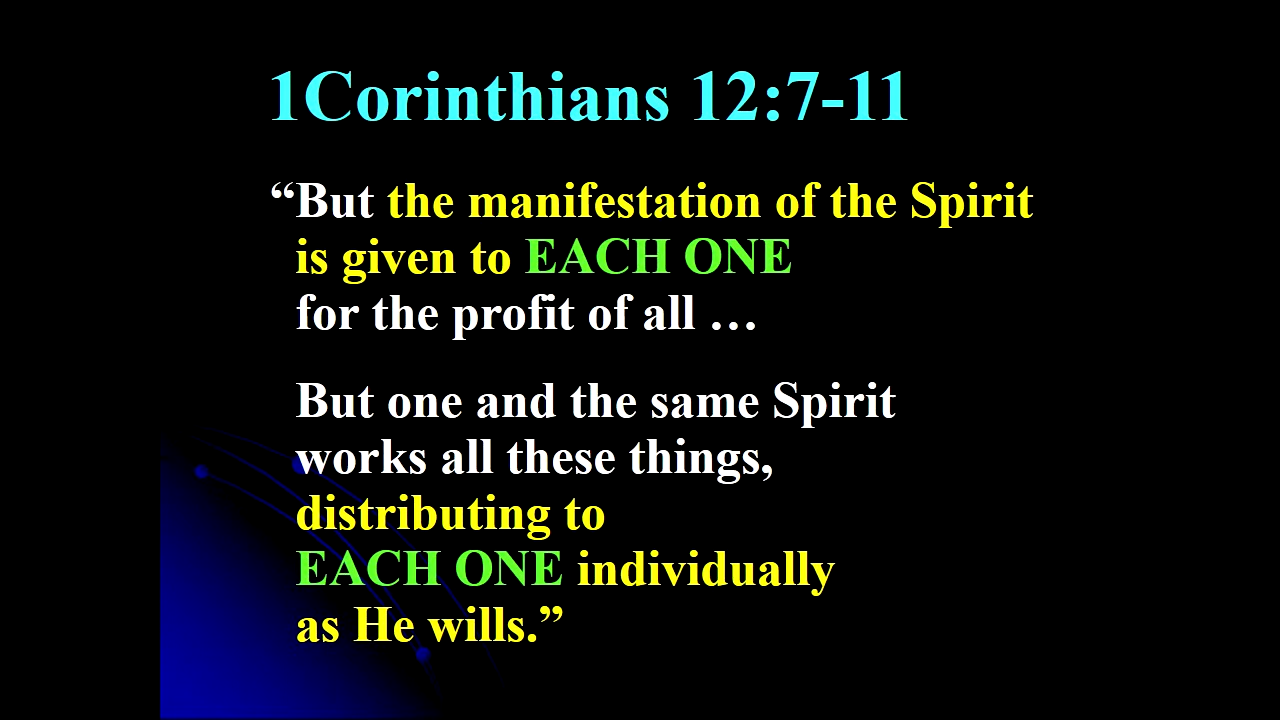 1Corinthians 12:7-11
“But the manifestation of the Spirit
is given to EACH ONE
for the profit of all …
But one and the same Spirit
works all these things,
distributing to
EACH ONE individually
as He wills.”